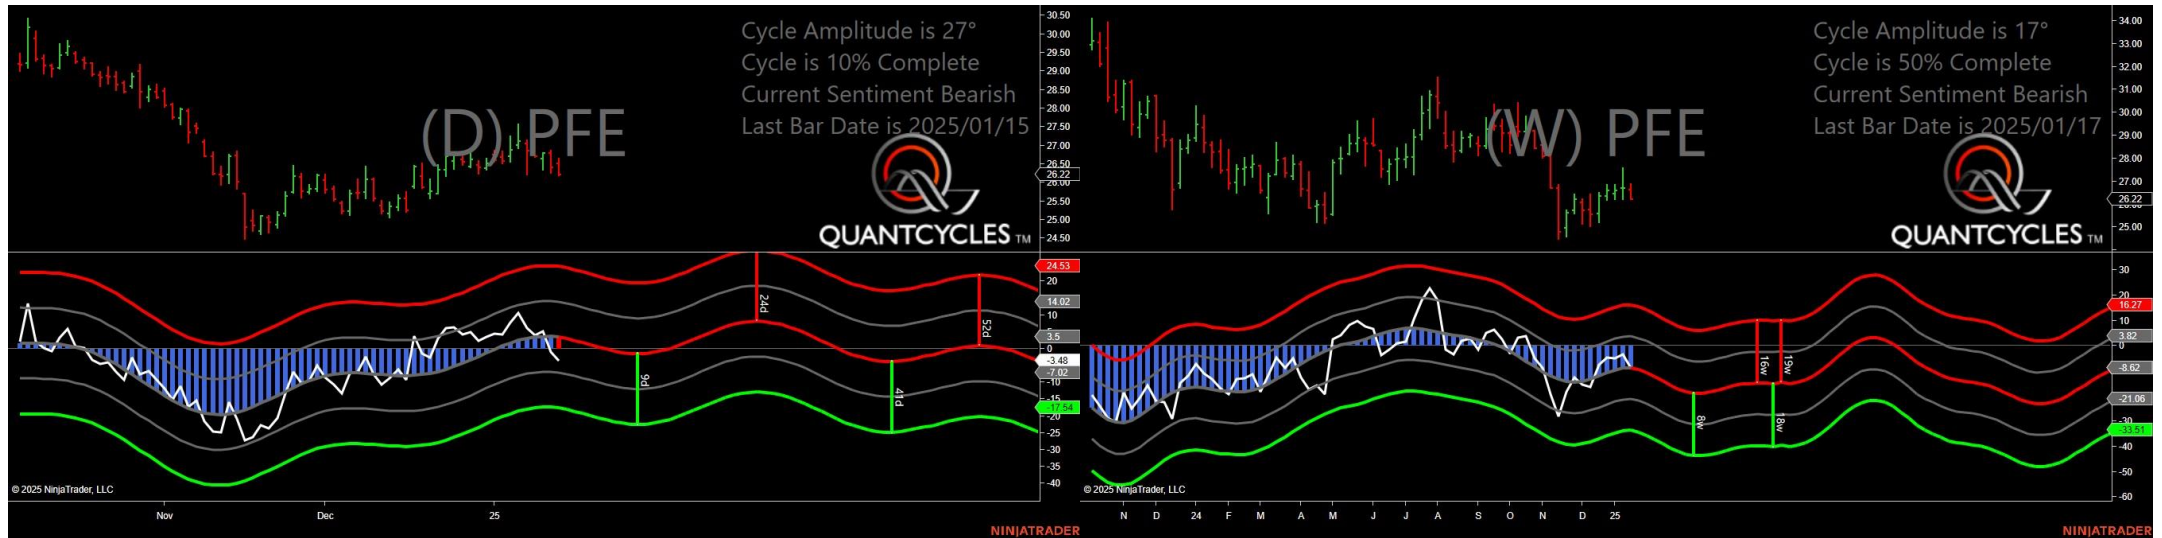 Cycle Amplitude is 27°
Cycle is 10% Complete
Current Sentiment Bearish
Last Bar Date is 2025/01/15
(D) PFE
QUANTCYCLES TM
30.50
30.00
29.50
29.00
28.50
28.00
27.50
27.00
26.50
26.22
26.00
25.50
25.00
24.50
24.53
20
14.02
10
3.5
0
-3.48
-7.02
-10
-15
-17.54
-20
-25
-30
-35
-40
9d
24d
41d
52d
© 2025 NinjaTrader, LLC
Nov
Dec
25
NINJATRADER
Cycle Amplitude is 17°
Cycle is 50% Complete
Current Sentiment Bearish
Last Bar Date is 2025/01/17
(W) PFE
QUANTCYCLES TM
34.00
33.00
32.00
31.00
30.00
29.00
28.00
27.00
26.22
25.00
30
20
16.27
10
3.82
0
-8.62
-21.06
-30
-33.51
-40
-50
-60
8w
16w
18w
19w
© 2025 NinjaTrader, LLC
N
D
24
F
M
A
M
J
J
A
S
O
N
D
25
NINJATRADER